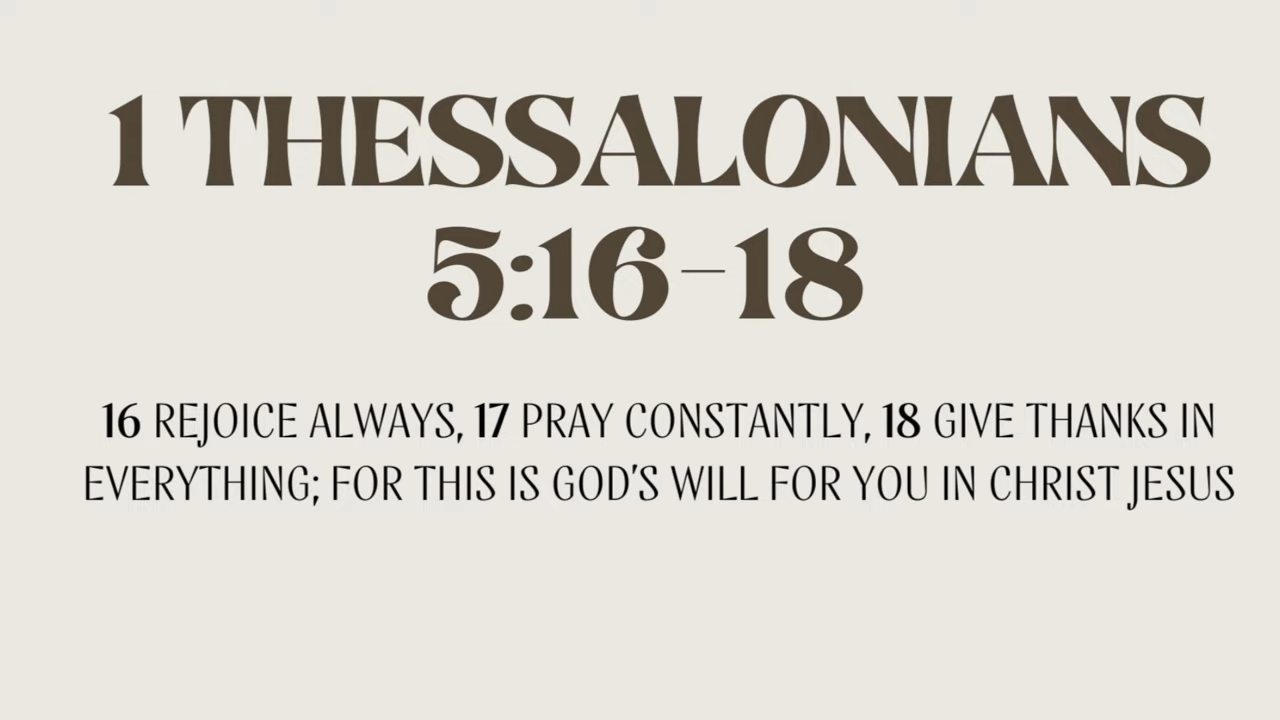 1 THESSALONIANS
5:16–18
16 REJOICE ALWAYS, 17 PRAY CONSTANTLY, 18 GIVE THANKS IN
EVERYTHING; FOR THIS IS GOD'S WILL FOR YOU IN CHRIST JESUS